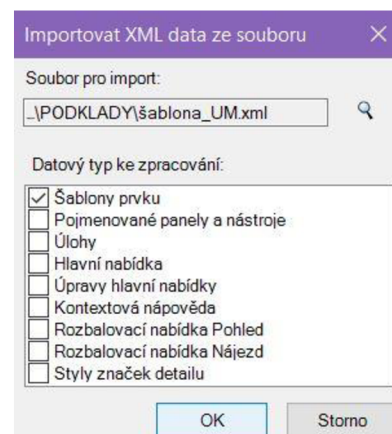 Importovat XML data ze souboru
Soubor pro import:
..\PODKLADY\šablona_UM.xml
Datový typ ke zpracování:
Šablony prvku
Pojmenované panely a nástroje
Úlohy
Hlavní nabídka
Úpravy hlavní nabídky
Kontextová nápověda
Rozbalovací nabídka Pohled
Rozbalovací nabídka Nájezd
Styly značek detailu
OK Storno